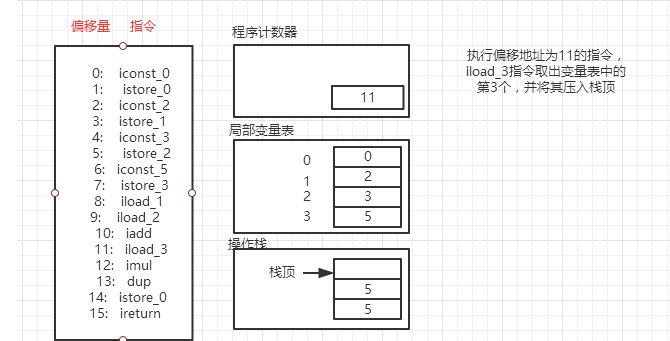 偏移量 指令
0: iconst_0
1: istore_0
2: iconst_2
3: istore_1
4: iconst_3
5: istore_2
6: iconst_5
7: istore_3
8: iload_1
9: iload_2
10: iadd
11: iload_3
12: imul
13: dup
14: istore_0
15: ireturn
程序计数器
11
局部变量表
0 0
1 2
2 3
3 5
操作栈
栈顶
5
5
执行偏移地址为11的指令，
iload_3指令取出变量表中的
第3个，并将其压入栈顶